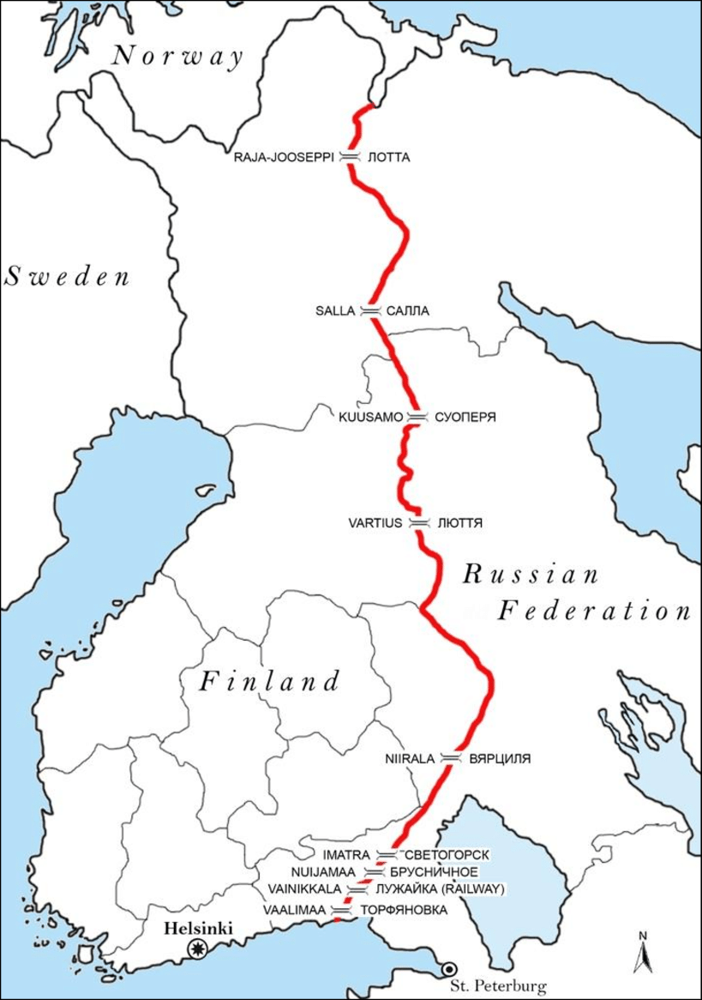 Norway
RAJA-JOOSEPPI ЛОТТА
Sweden
SALLA САЛЛА
KUUSAMO СУОПЕРЯ
VARTIUS ЛЮТТЯ
Russian
Federation
Finland
NIIRALA ВЯРЦИЛЯ
IMATRA СВЕТОГОРСК
NUIJAMAA БРУСНИЧНОЕ
VAINIKKALA ЛУЖАЙКА (RAILWAY)
VAALIMAA ТОРФЯНОВКА
Helsinki
N
St. Peterburg